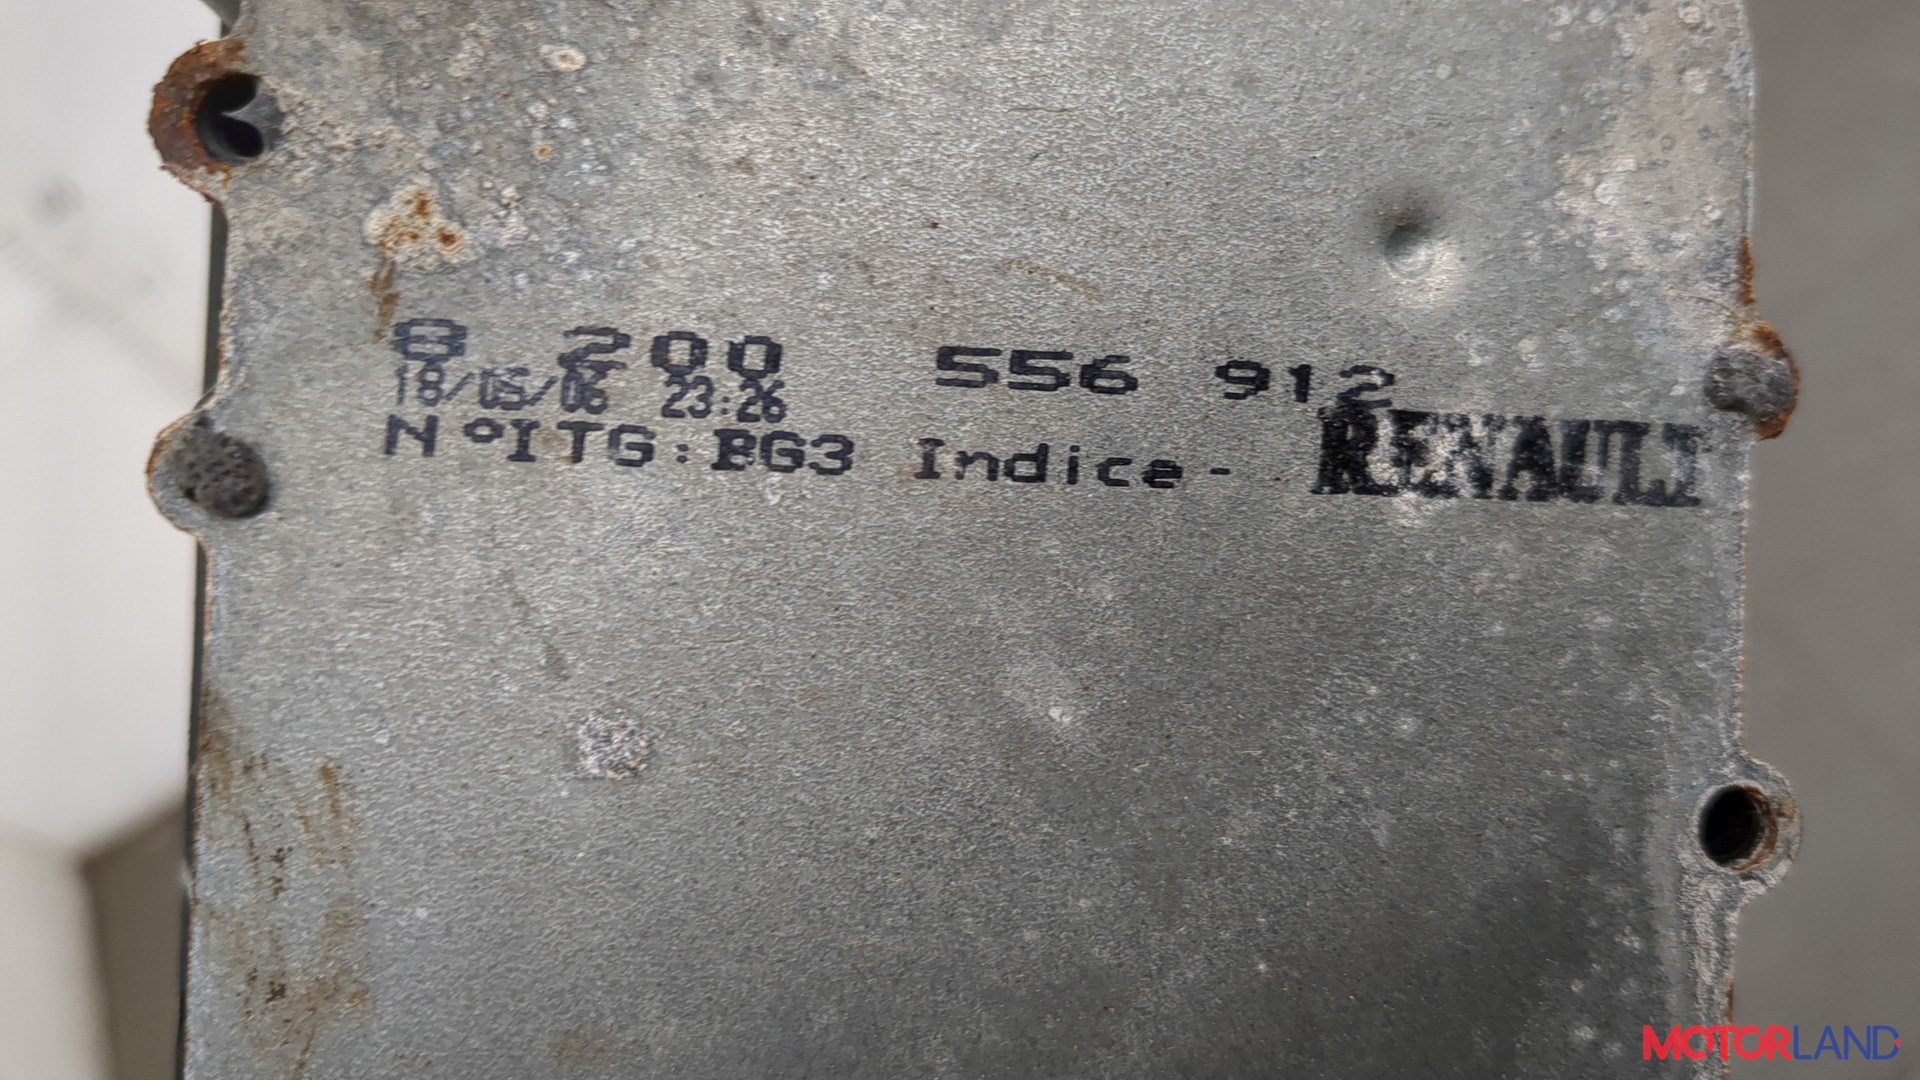 8 200 556 912
18/05/06 23:26
N°ITG:BG3 Indice- RENAULT
MOTORLAND